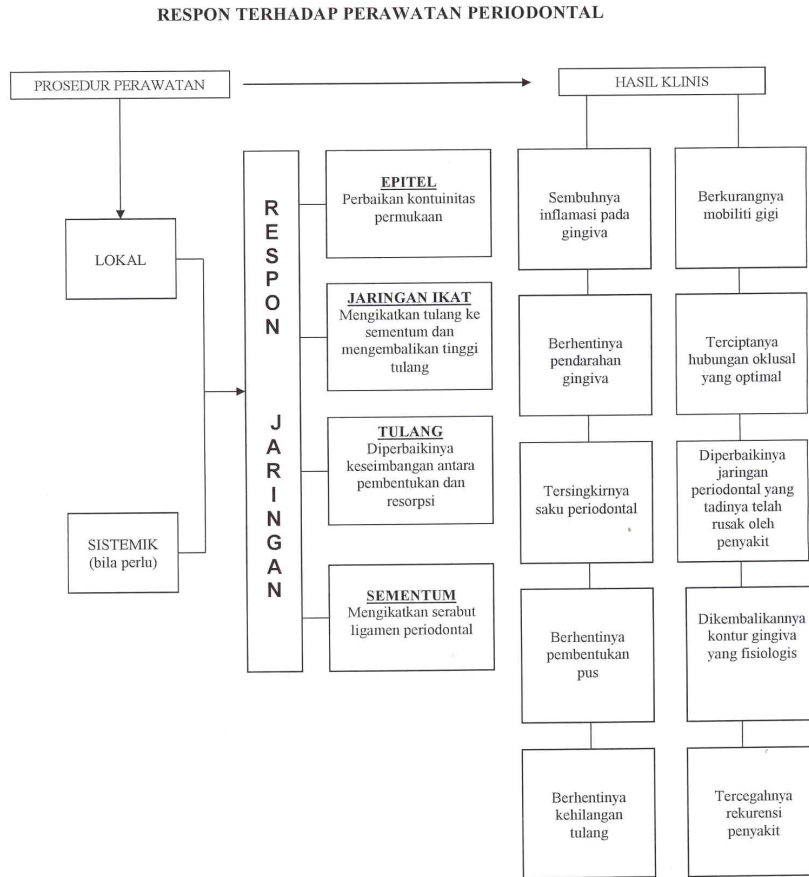 RESPON TERHADAP PERAWATAN PERIODONTAL
PROSEDUR PERAWATAN
HASIL KLINIS
LOKAL
SISTEMIK
(bila perlu)
RESPON
JARINGAN
EPITEL
Perbaikan kontuinitas
permukaan
JARINGAN IKAT
Mengikatkan tulang ke
sementum dan
mengembalikan tinggi
tulang
TULANG
Diperbaikinya
keseimbangan antara
pembentukan dan
resorpsi
SEMENTUM
Mengikatkan serabut
ligamen periodontal
Sembuhnya
inflamasi pada
gingiva
Berhentinya
pendarahan
gingiva
Tersingkirnya
saku periodontal
Berhentinya
pembentukan
pus
Berhentinya
kehilangan
tulang
Berkurangnya
mobiliti gigi
Terciptanya
hubungan oklusal
yang optimal
Diperbaikinya
jaringan
periodontal yang
tadinya telah
rusak oleh
penyakit
Dikembalikannya
kontur gingiva
yang fisiologis
Tercegahnya
rekurensi
penyakit